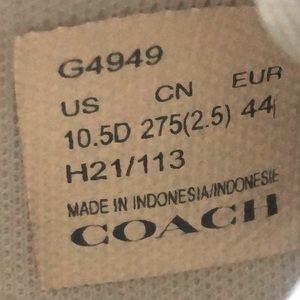 G4949
US CN EUR
10.5D 275(2.5) 44
H21/113
MADE IN INDONESIA/INDONESIE
COACH